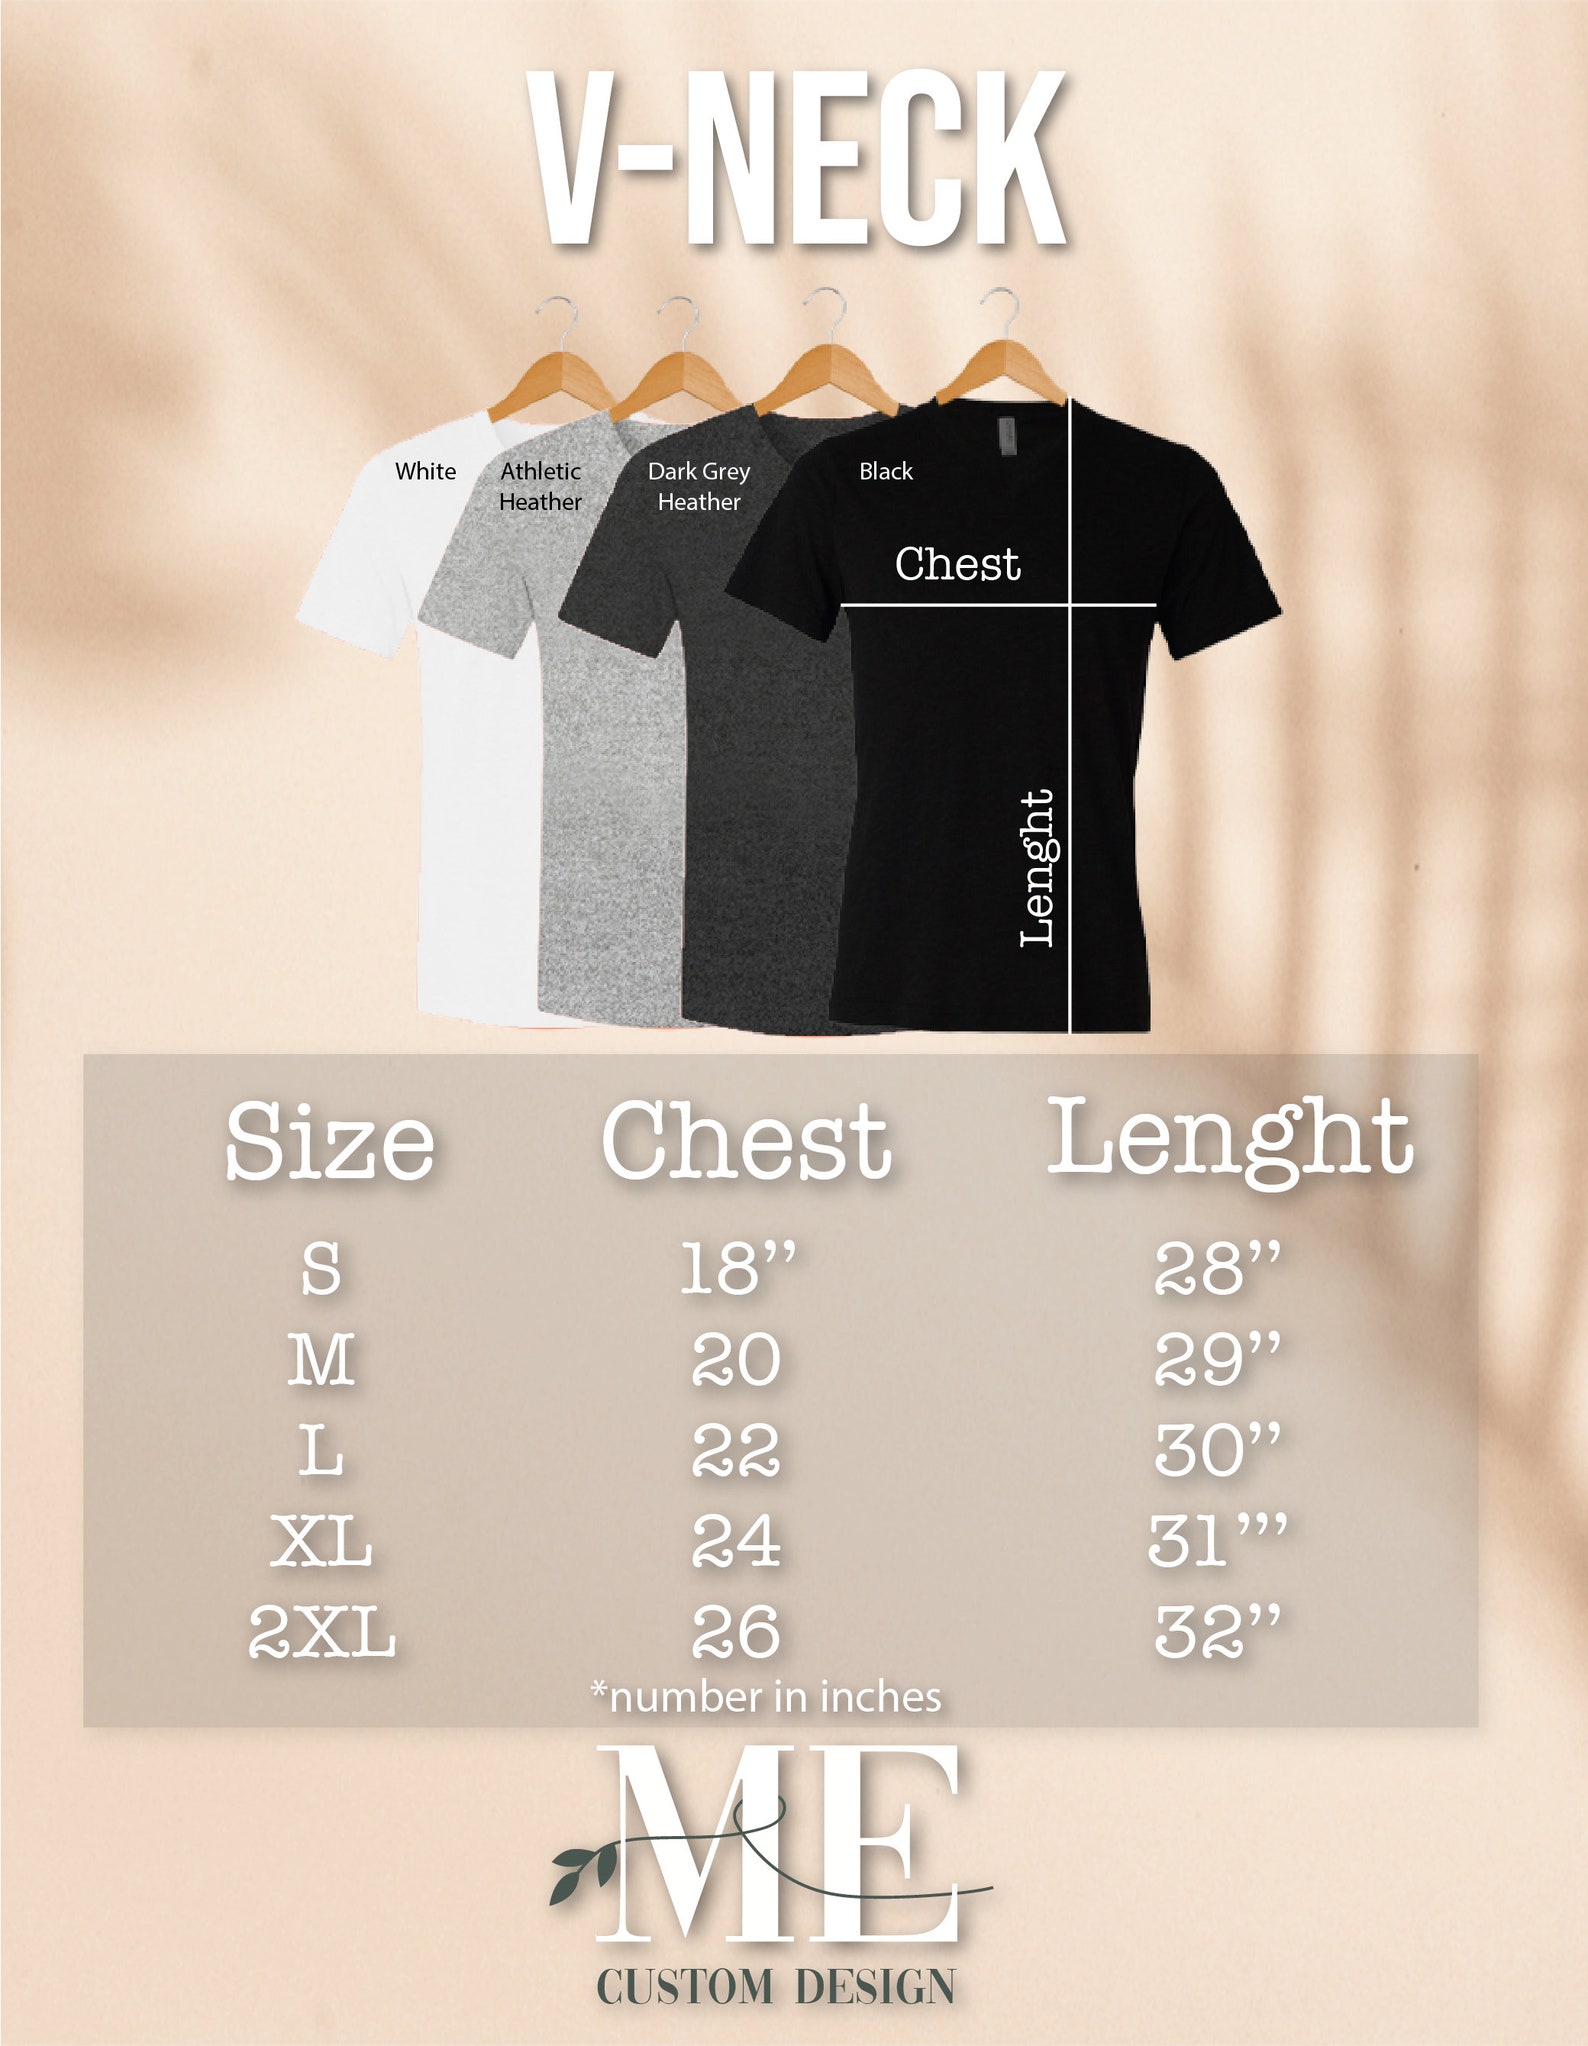 V-NECK
White
Athletic
Heather
Dark Grey
Heather
Black
Chest
Lenght
Size Chest Lenght
S 18’’ 28’’
M 20 29’’
L 22 30’’
XL 24 31’’’
2XL 26 32’’
*number in inches
ME
CUSTOM DESIGN